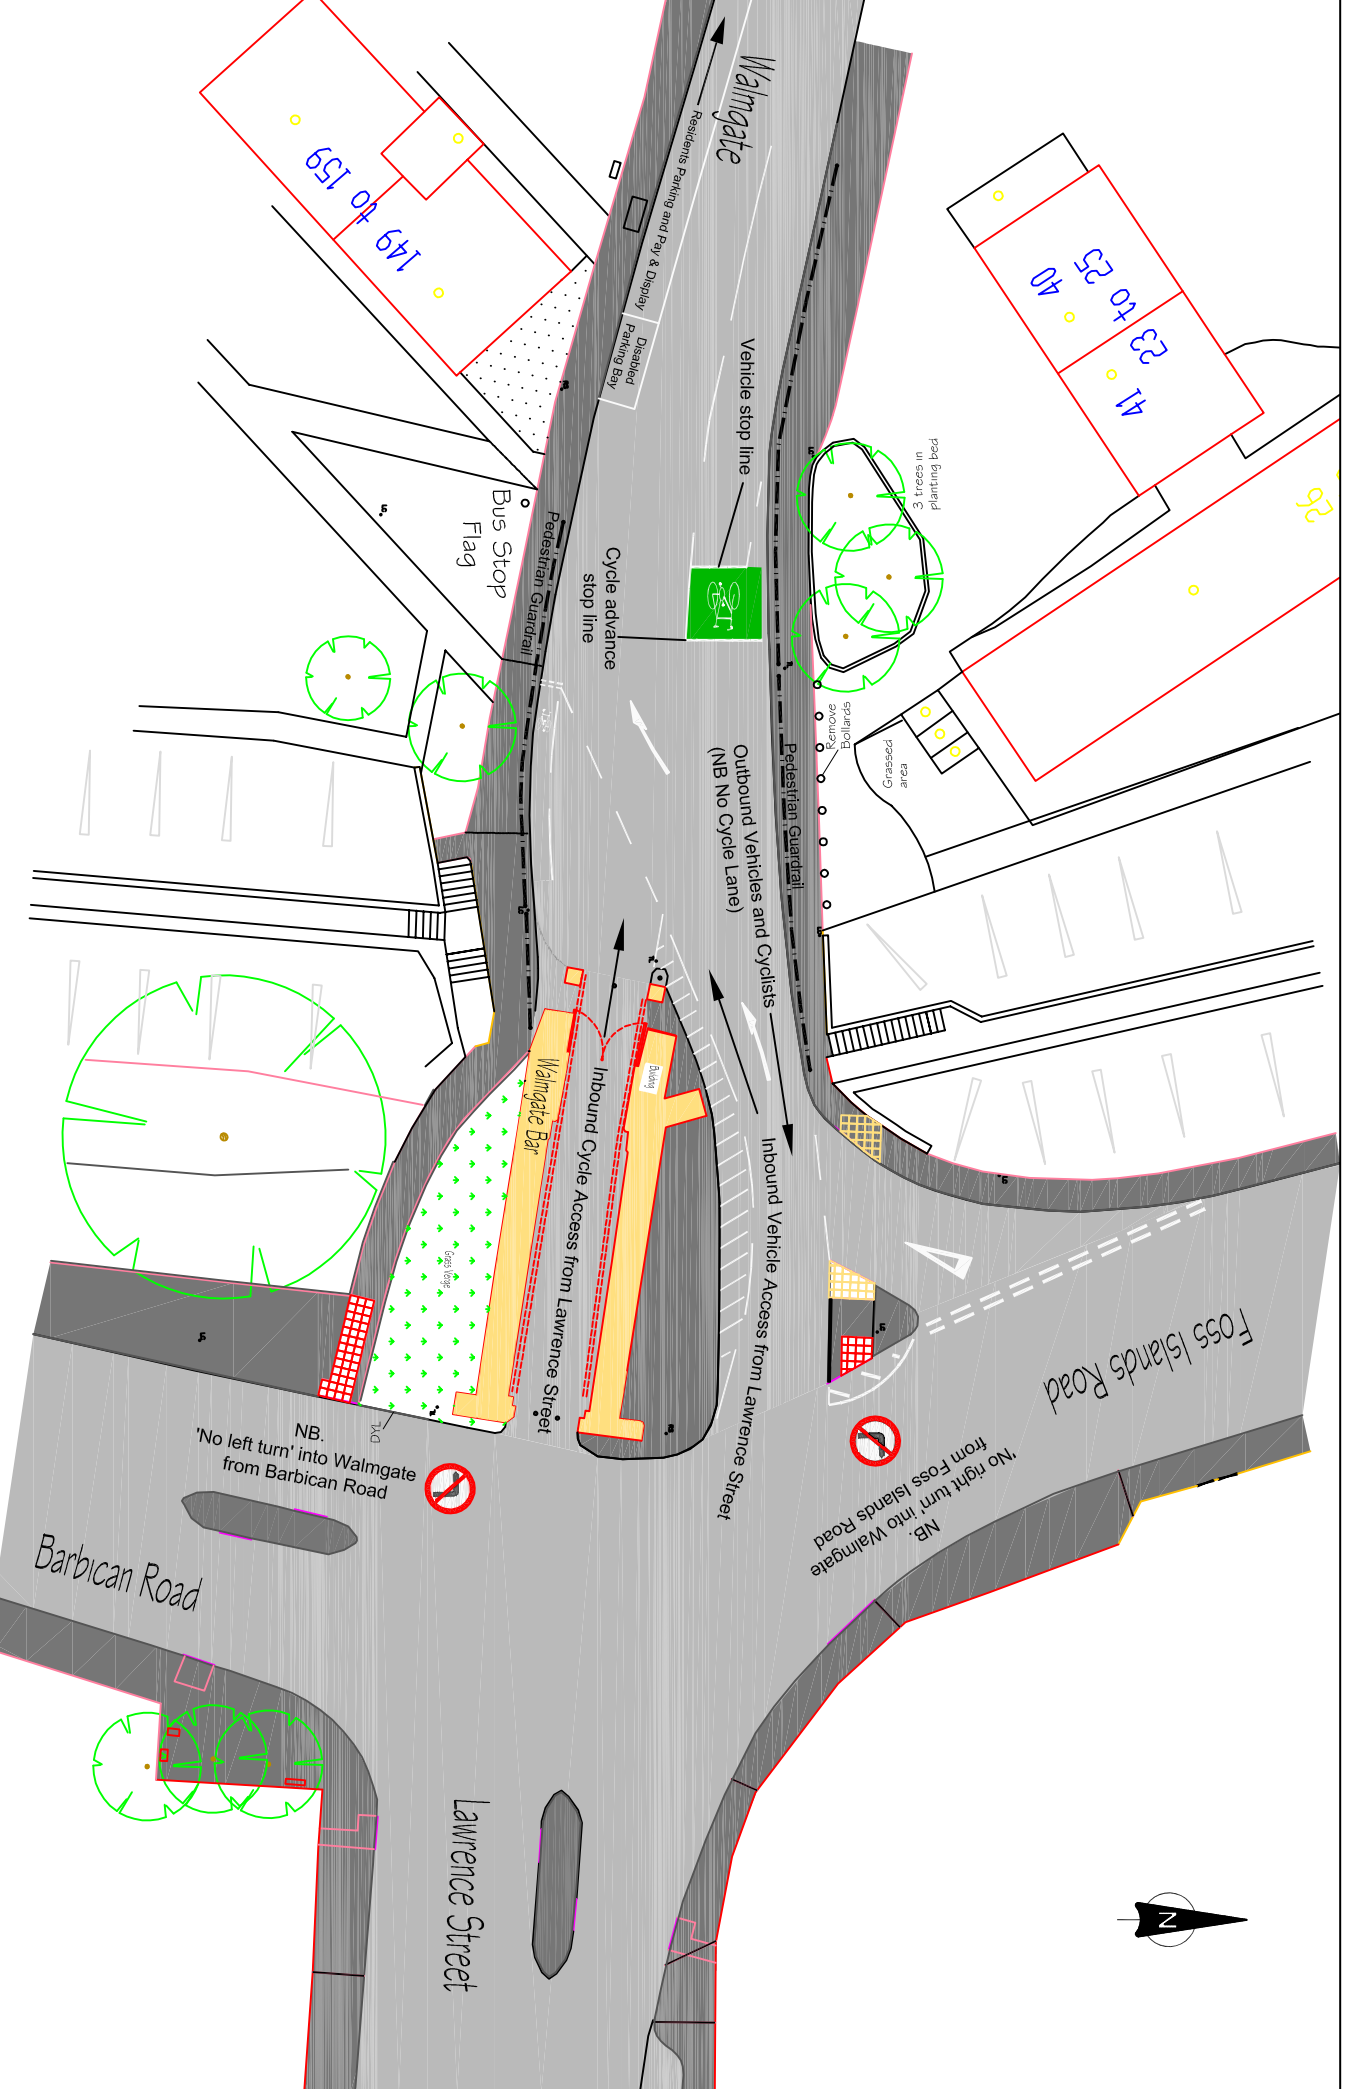 Walmgate
Residents Parking and Pay & Display
Disabled
Parking Bay
149 to 159
23 to 25
40
41
26
Vehicle stop line
3 trees in
planting bed
Bus Stop
Flag
Pedestrian Guardrail
Cycle advance
stop line
Remove
Bollards
Grassed
area
Pedestrian Guardrail
Outbound Vehicles and Cyclists
(NB No Cycle Lane)
Walmgate Bar
Building
Inbound Cycle Access from Lawrence Street
Inbound Vehicle Access from Lawrence Street
Grass Verge
Foss Islands Road
DYL
NB.
'No left turn' into Walmgate
from Barbican Road
NB.
'No right turn' into Walmgate
from Foss Islands Road
Barbican Road
Lawrence Street
N